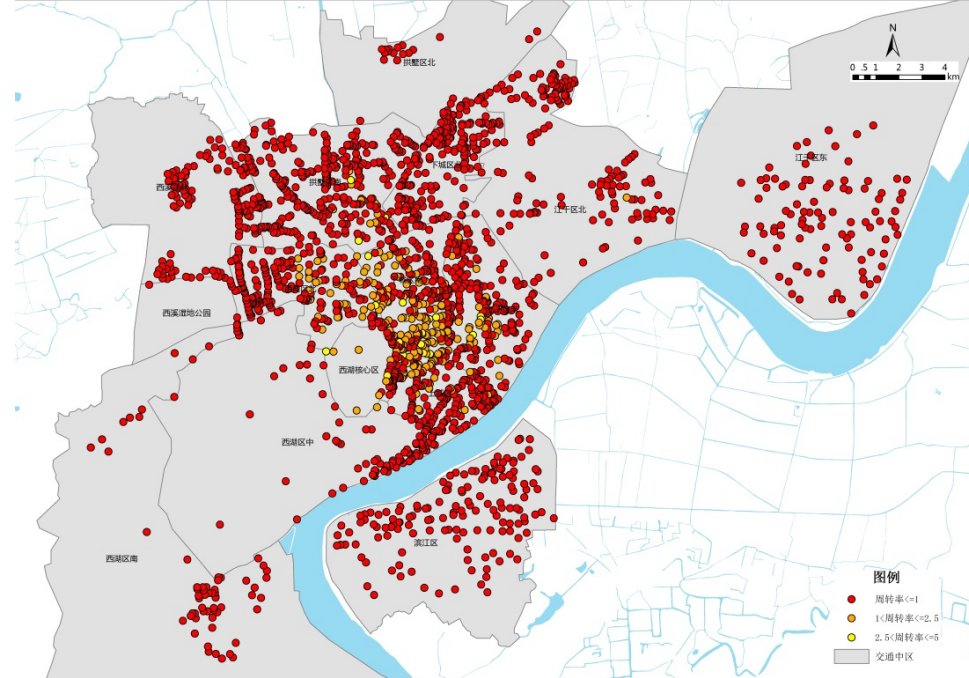 N
0 .5 1 2 3 4
km
拱墅区北
江干区东
下城区
拱墅
西溪
江干区北
西溪湿地公园
西湖核心区
西湖区中
滨江区
西湖区南
图例
周转率<=1
1<周转率<=2.5
2.5<周转率<=5
交通中区